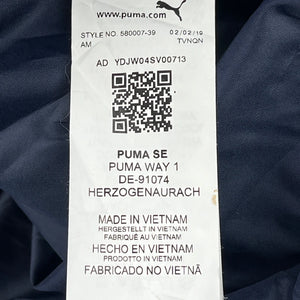 www.puma.com
STYLE NO. 580007-39 02/02/19
AM TVNQN
AD YDJW04SV00713
PUMA SE
PUMA WAY 1
DE-91074
HERZOGENAURACH
MADE IN VIETNAM
HERGESTELLT IN VIETNAM
FABRIQUÉ AU VIETNAM
HECHO EN VIETNAM
PRODOTTO IN VIETNAM
FABRICADO NO VIETNÃ